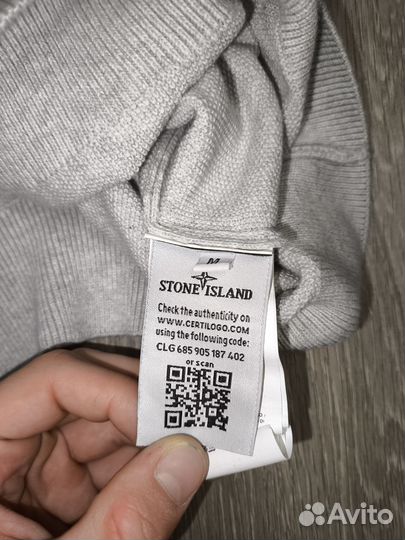 M
STONE ISLAND
Check the authenticity on
WWW.CERTILOGO.COM
using the following code:
CLG 685 905 187 402
or scan
Avito